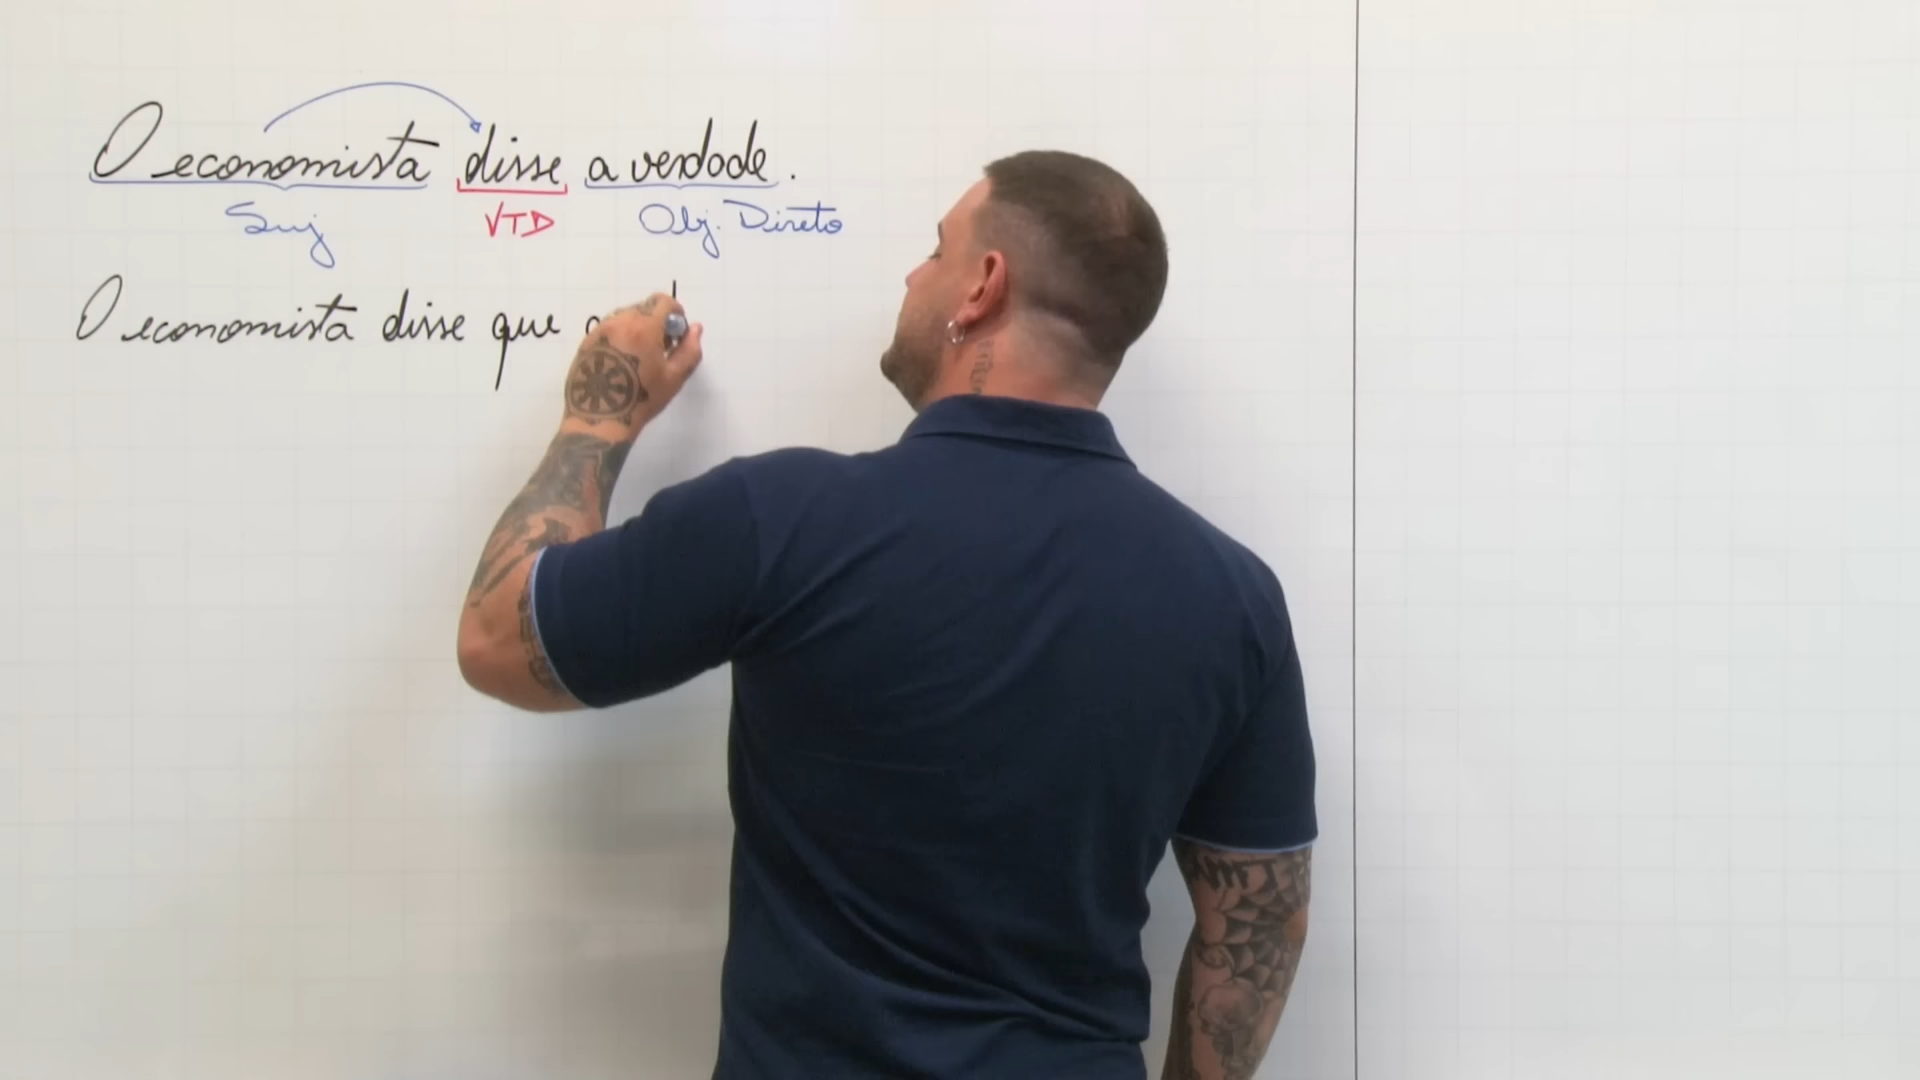 O economista disse a verdade.
Suj VTD Obj. Direto
O economista disse que